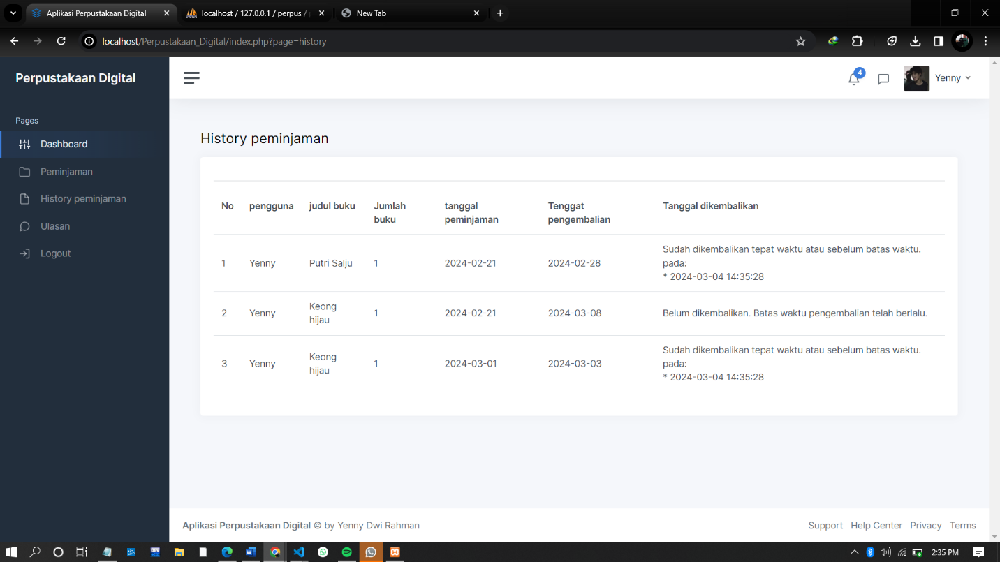 Aplikasi Perpustakaan Digital
localhost / 127.0.0.1 / perpus /
New Tab
localhost/Perpustakaan_Digital/index.php?page=history
Perpustakaan Digital
4
Yenny
Pages
Dashboard
Peminjaman
History peminjaman
Ulasan
Logout
History peminjaman
No pengguna judul buku Jumlah buku tanggal peminjaman Tenggat pengembalian Tanggal dikembalikan
1 Yenny Putri Salju 1 2024-02-21 2024-02-28 Sudah dikembalikan tepat waktu atau sebelum batas waktu.
pada:
* 2024-03-04 14:35:28
2 Yenny Keong hijau 1 2024-02-21 2024-03-08 Belum dikembalikan. Batas waktu pengembalian telah berlalu.
3 Yenny Keong hijau 1 2024-03-01 2024-03-03 Sudah dikembalikan tepat waktu atau sebelum batas waktu.
pada:
* 2024-03-04 14:35:28
Aplikasi Perpustakaan Digital © by Yenny Dwi Rahman
Support Help Center Privacy Terms
2:35 PM